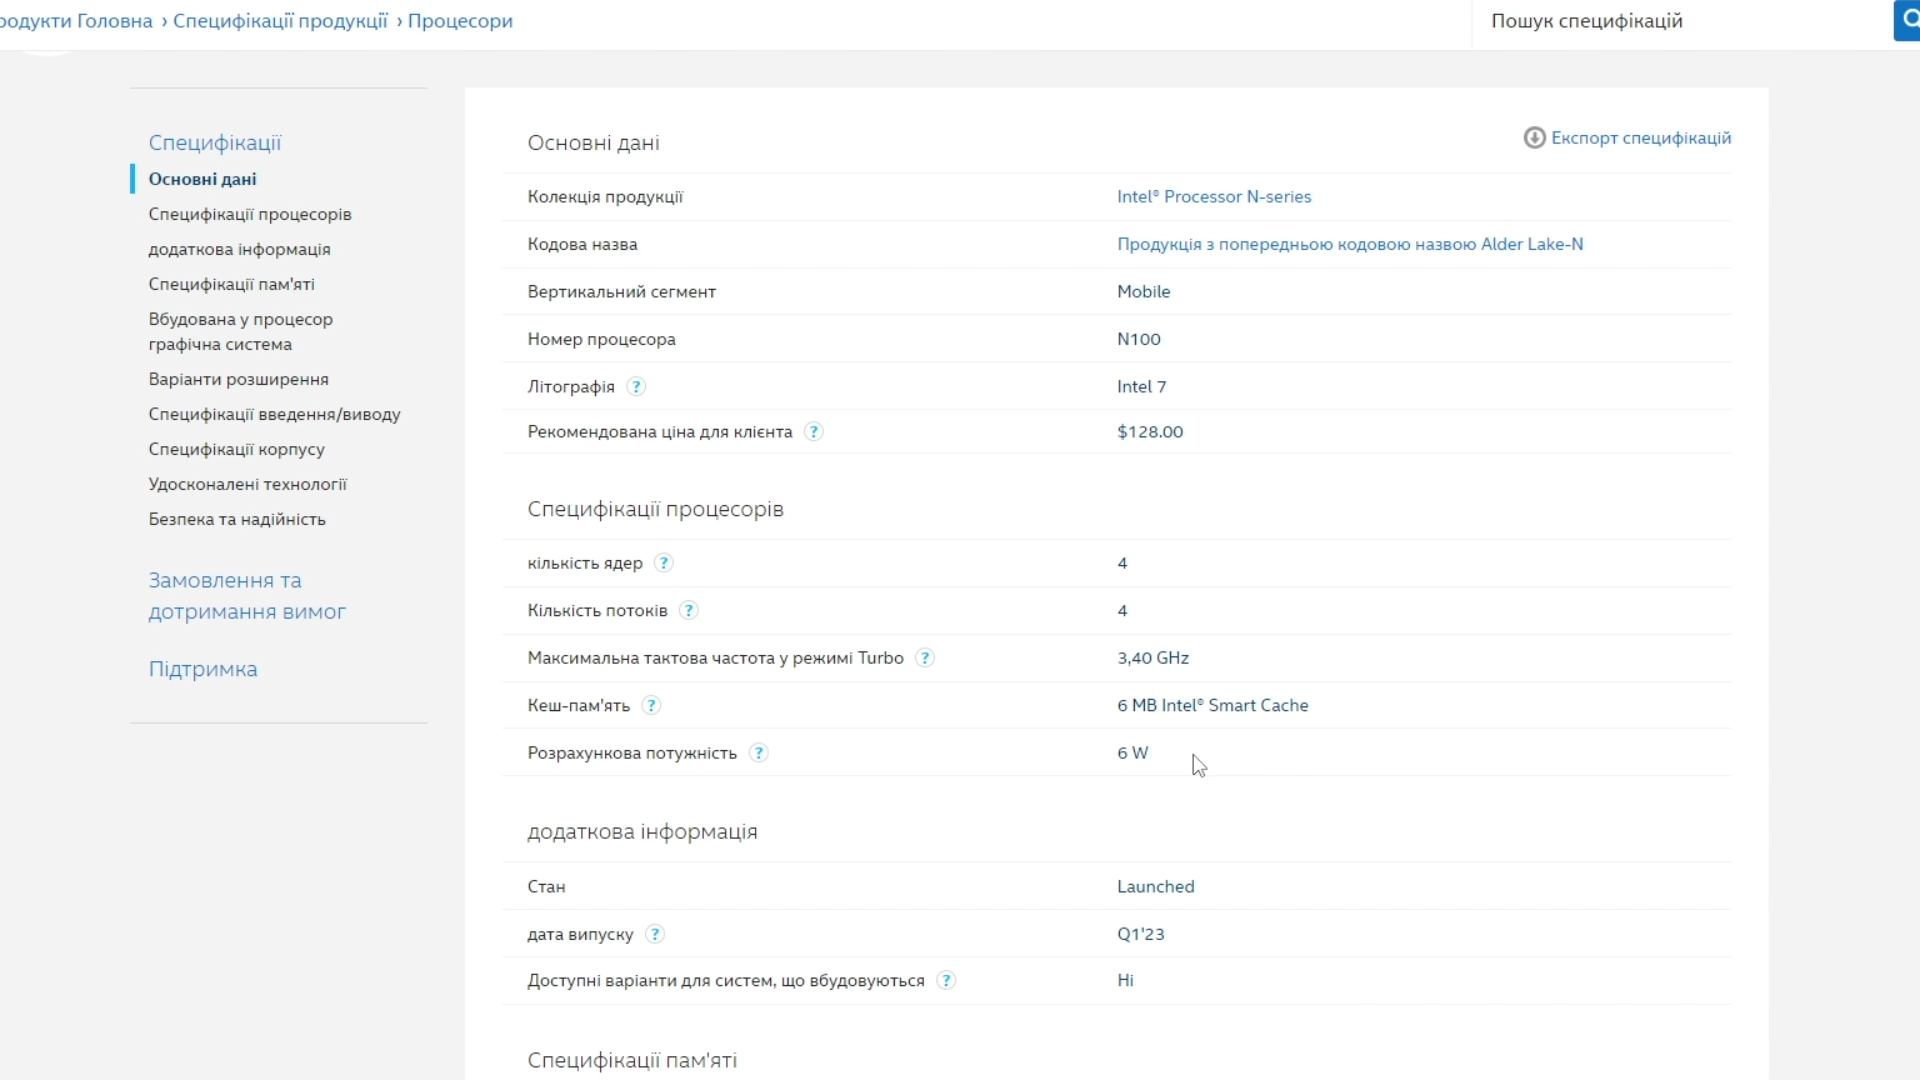 Головна › Специфікації продукції › Процесори
Пошук специфікацій
Специфікації
Основні дані
Специфікації процесорів
додаткова інформація
Специфікації пам'яті
Вбудована у процесор
графічна система
Варіанти розширення
Специфікації введення/виводу
Специфікації корпусу
Удосконалені технології
Безпека та надійність
Замовлення та
дотримання вимог
Підтримка
Основні дані
Експорт специфікацій
Колекція продукції Intel® Processor N-series
Кодова назва Продукція з попередньою кодовою назвою Alder Lake-N
Вертикальний сегмент Mobile
Номер процесора N100
Літографія ? Intel 7
Рекомендована ціна для клієнта ? $128.00
Специфікації процесорів
кількість ядер ? 4
Кількість потоків ? 4
Максимальна тактова частота у режимі Turbo ? 3,40 GHz
Кеш-пам'ять ? 6 MB Intel® Smart Cache
Розрахункова потужність ? 6 W
додаткова інформація
Стан Launched
дата випуску ? Q1'23
Доступні варіанти для систем, що вбудовуються ? Ні
Специфікації пам'яті